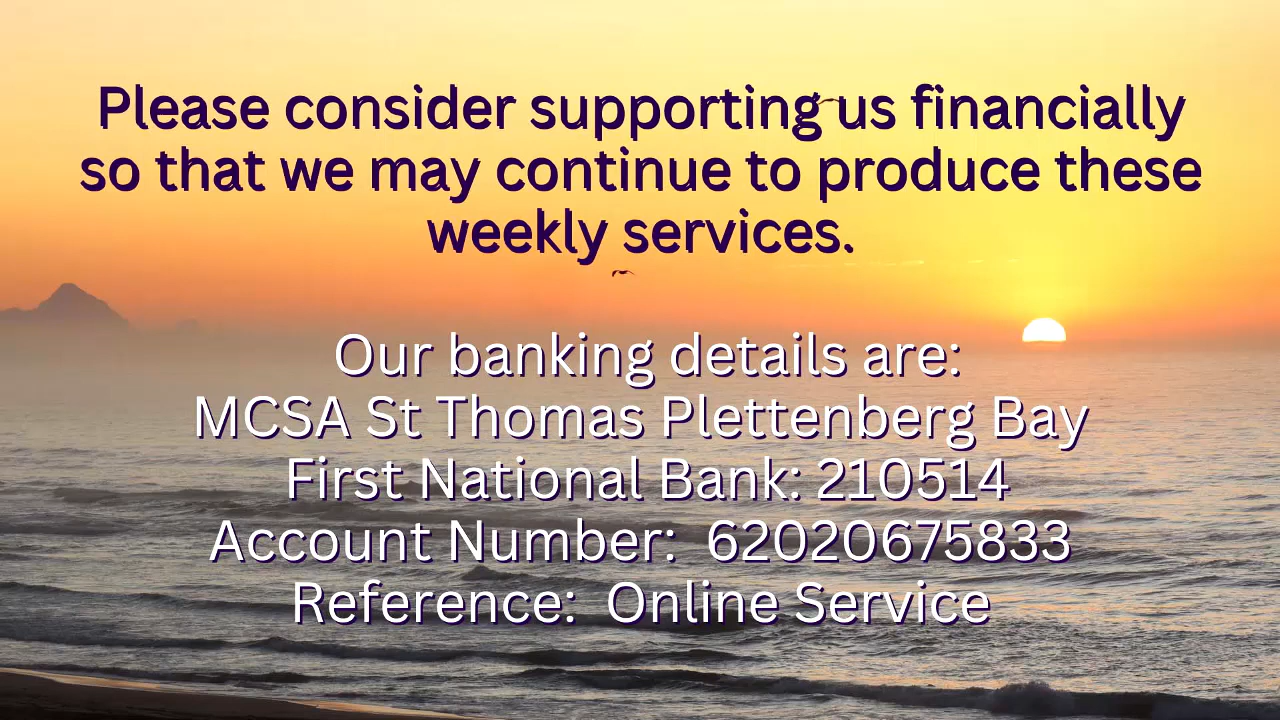 Please consider supporting us financially
so that we may continue to produce these
weekly services.
Our banking details are:
MCSA St Thomas Plettenberg Bay
First National Bank: 210514
Account Number:  62020675833
Reference:  Online Service